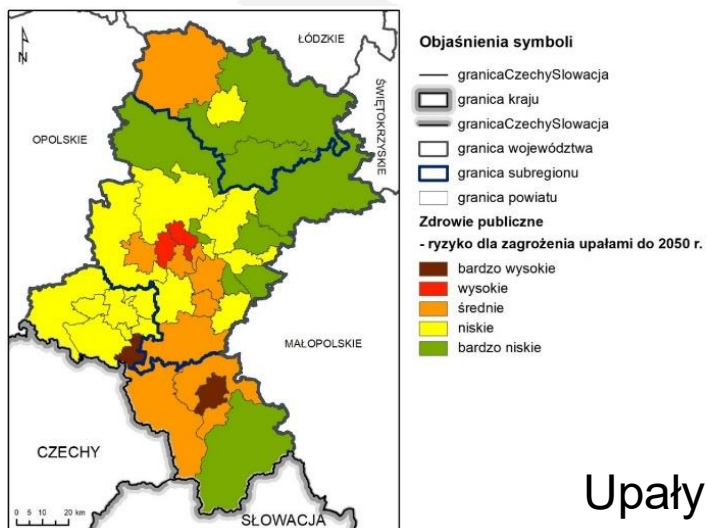 N
ŁÓDZKIE
ŚWIĘTOKRZYSKIE
OPOLSKIE
MAŁOPOLSKIE
CZECHY
SŁOWACJA
0 5 10 20 km
Objaśnienia symboli
granicaCzechySlowacja
granica kraju
granicaCzechySlowacja
granica województwa
granica subregionu
granica powiatu
Zdrowie publiczne
- ryzyko dla zagrożenia upałami do 2050 r.
bardzo wysokie
wysokie
średnie
niskie
bardzo niskie
Upały